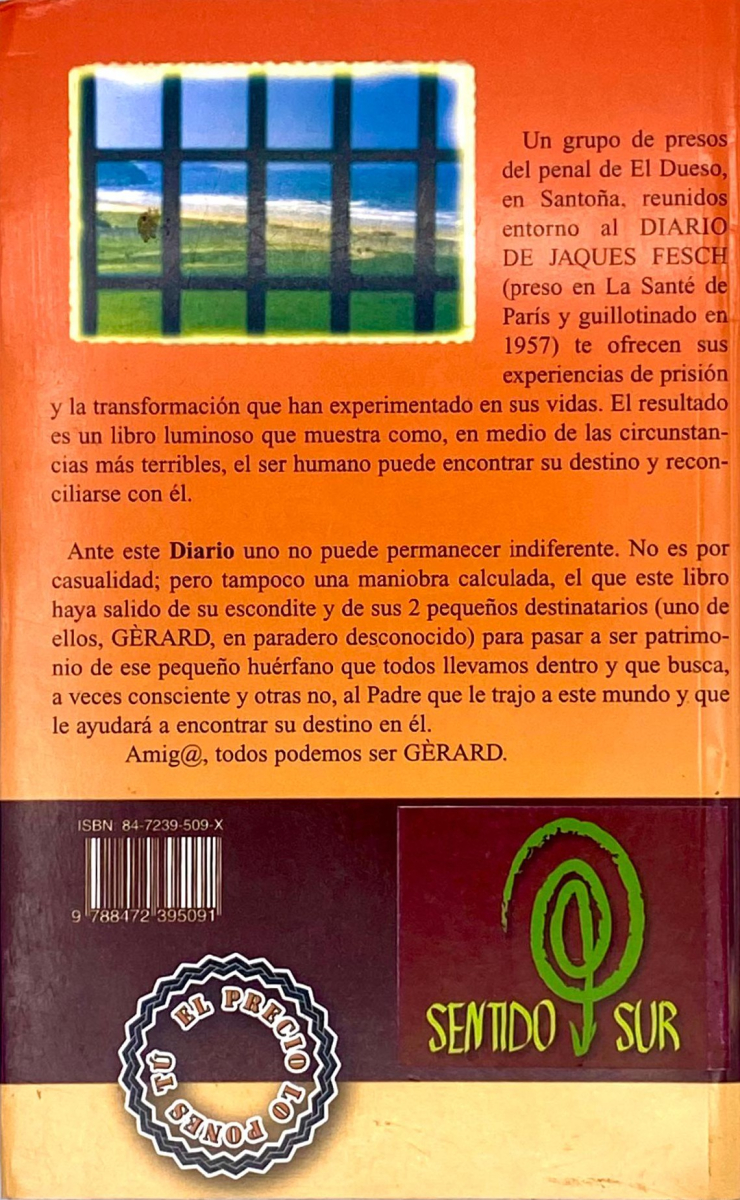 Un grupo de presos
del penal de El Dueso,
en Santoña, reunidos
entorno al DIARIO
DE JAQUES FESCH
(preso en La Santé de
París y guillotinado en
1957) te ofrecen sus
experiencias de prisión
y la transformación que han experimentado en sus vidas. El resultado
es un libro luminoso que muestra como, en medio de las circunstan-
cias más terribles, el ser humano puede encontrar su destino y recon-
ciliarse con él.
Ante este Diario uno no puede permanecer indiferente. No es por
casualidad; pero tampoco una maniobra calculada, el que este libro
haya salido de su escondite y de sus 2 pequeños destinatarios (uno de
ellos, GÈRARD, en paradero desconocido) para pasar a ser patrimo-
nio de ese pequeño huérfano que todos llevamos dentro y que busca,
a veces consciente y otras no, al Padre que le trajo a este mundo y que
le ayudará a encontrar su destino en él.
Amig@, todos podemos ser GÈRARD.
ISBN: 84-7239-509-X
9 788472 395091
SENTIDO SUR
EL PRECIO LO PONES TU